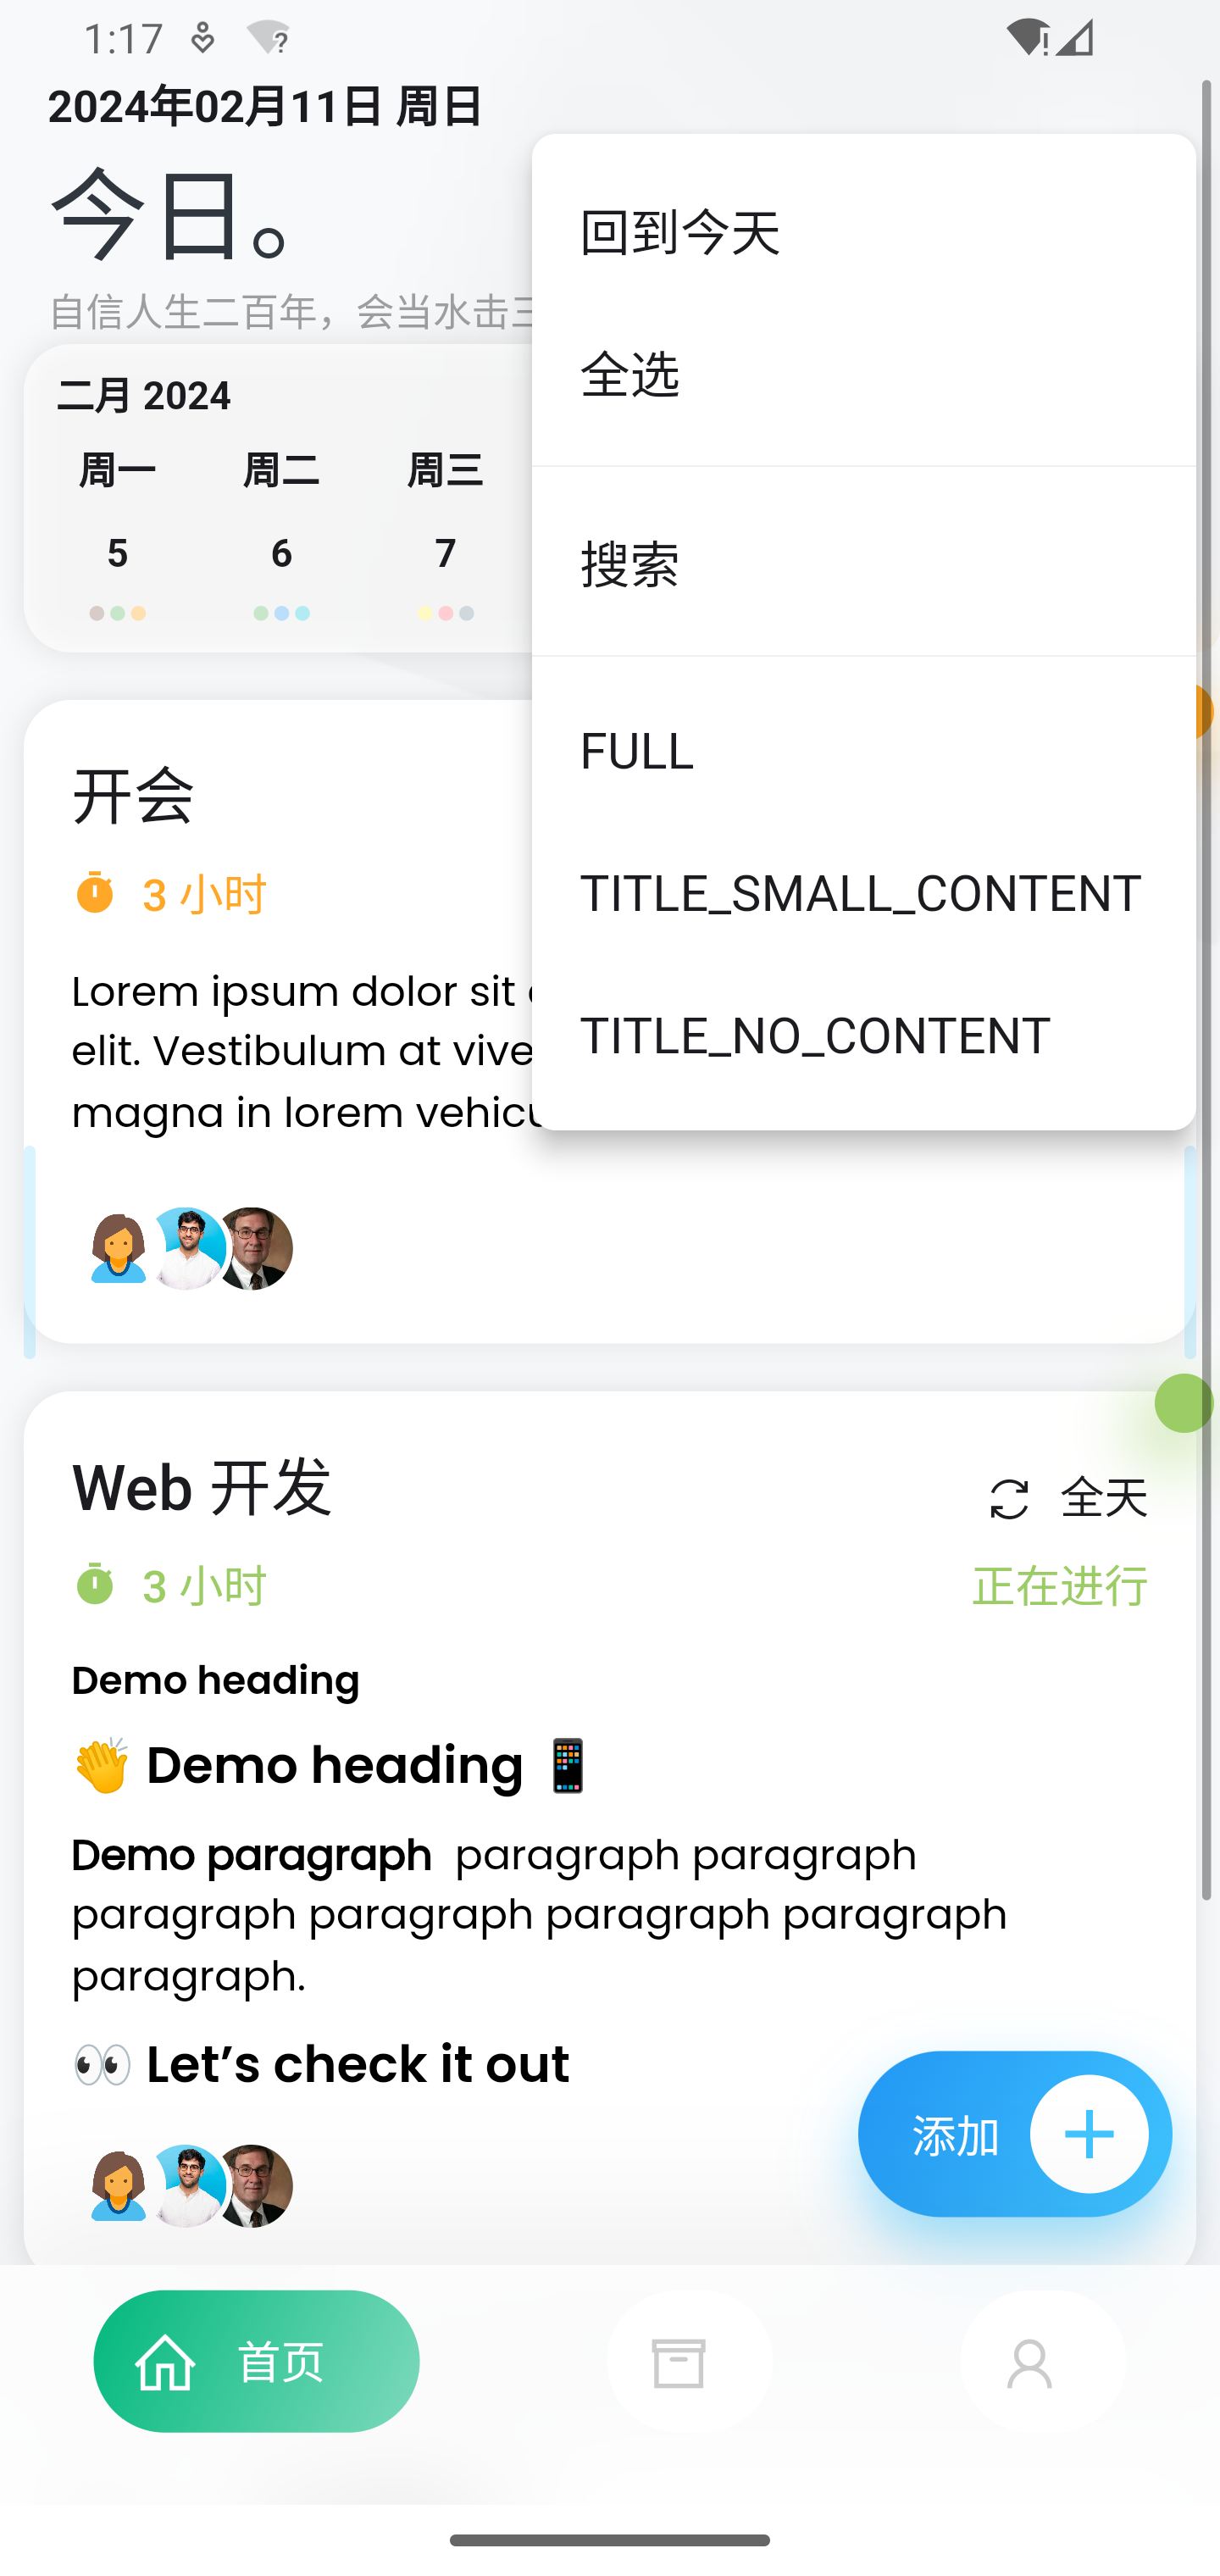 1:17
2024年02月11日 周日
今日。
自信人生二百年，会当水击
二月 2024
周一 周二 周三
5 6 7
回到今天
全选
搜索
FULL
TITLE_SMALL_CONTENT
TITLE_NO_CONTENT
开会
3 小时
Lorem ipsum dolor sit
elit. Vestibulum at vive
magna in lorem vehicu
Web 开发
全天
3 小时
正在进行
Demo heading
👋 Demo heading 📱
Demo paragraph paragraph paragraph
paragraph paragraph paragraph paragraph
paragraph.
👀 Let’s check it out
添加
首页